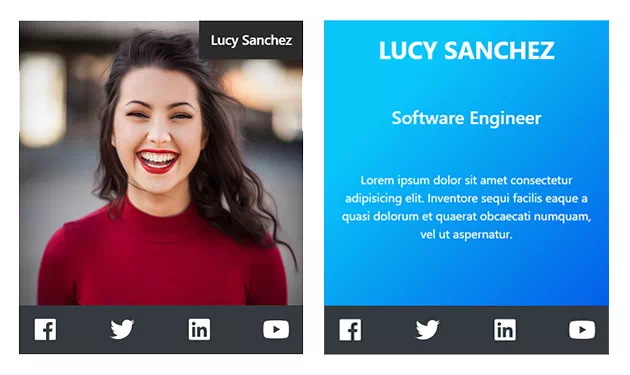 Lucy Sanchez
LUCY SANCHEZ
Software Engineer
Lorem ipsum dolor sit amet consectetur
adipisicing elit. Inventore sequi facilis eaque a
quasi dolorum et quaerat obcaecati numquam,
vel ut aspernatur.